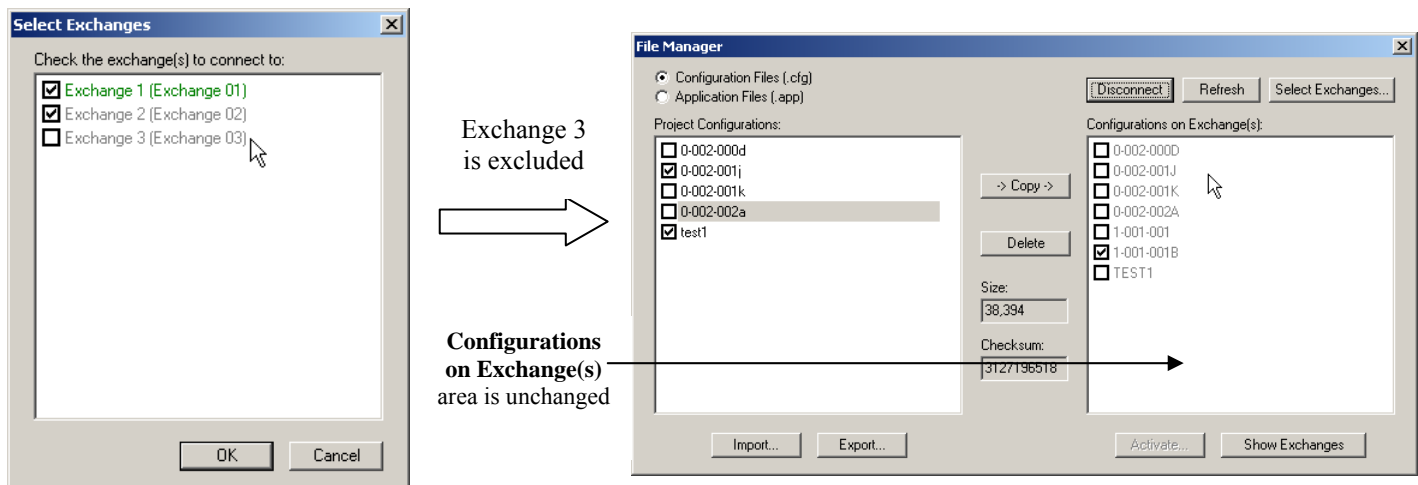 Select Exchanges
Check the exchange(s) to connect to:
Exchange 1 (Exchange 01)
Exchange 2 (Exchange 02)
Exchange 3 (Exchange 03)
OK
Cancel
Exchange 3
is excluded
Configurations
on Exchange(s)
area is unchanged
File Manager
Configuration Files (.cfg)
Application Files (.app)
Disconnect
Refresh
Select Exchanges...
Project Configurations:
0-002-000d
0-002-001j
0-002-001k
0-002-002a
test1
-> Copy ->
Delete
Size:
38,394
Checksum:
3127196518
Configurations on Exchange(s):
0-002-000D
0-002-001J
0-002-001K
0-002-002A
1-001-001
1-001-001B
TEST1
Import...
Export...
Activate...
Show Exchanges